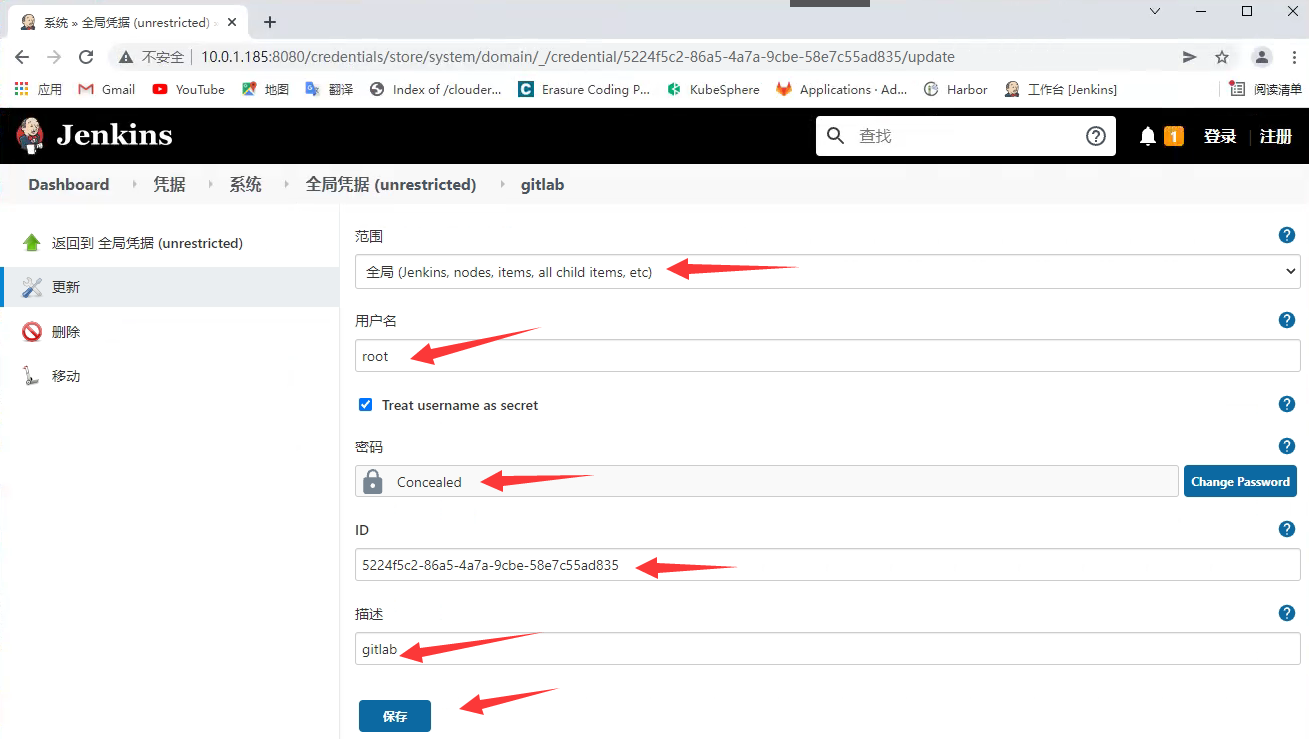 系统 » 全局凭据 (unrestricted) »
不安全 10.0.1.185:8080/credentials/store/system/domain/_/credential/5224f5c2-86a5-4a7a-9cbe-58e7c55ad835/update
应用 Gmail YouTube 地图 翻译 Index of /clouder... Erasure Coding P... KubeSphere Applications · Ad... Harbor 工作台 [Jenkins] 阅读清单
Jenkins 查找 1 登录 注册
Dashboard 凭据 系统 全局凭据 (unrestricted) gitlab
返回到 全局凭据 (unrestricted)
更新
删除
移动
范围
全局 (Jenkins, nodes, items, all child items, etc)
用户名
root
Treat username as secret
密码
Concealed Change Password
ID
5224f5c2-86a5-4a7a-9cbe-58e7c55ad835
描述
gitlab
保存